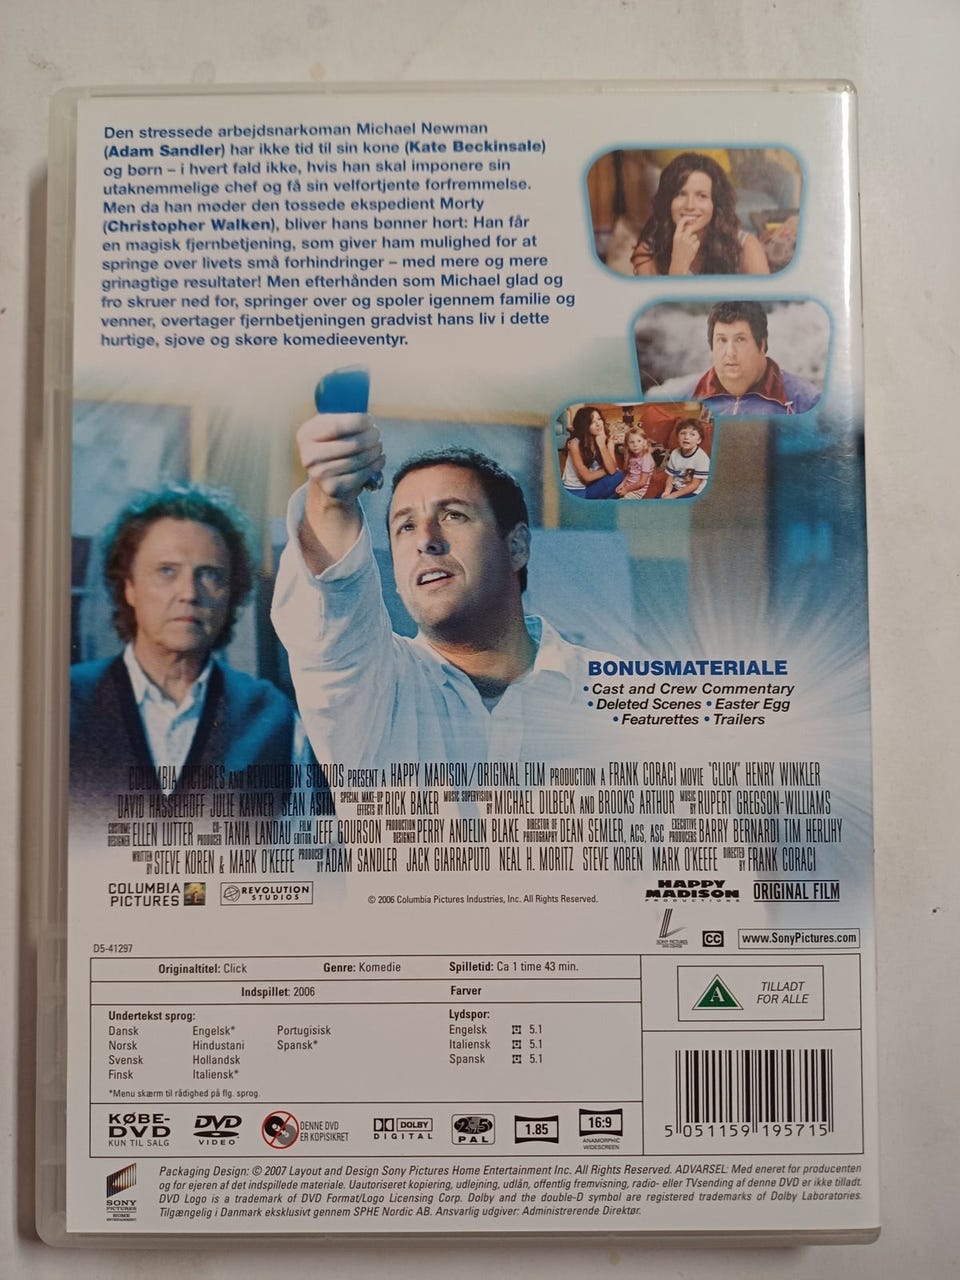 Den stressede arbejdsnarkoman Michael Newman
(Adam Sandler) har ikke tid til sin kone (Kate Beckinsale)
og børn – i hvert fald ikke, hvis han skal imponere sin
utaknemmelige chef og få sin velfortjente forfremmelse.
Men da han møder den tossede ekspedient Morty
(Christopher Walken), bliver hans bønner hørt: Han får
en magisk fjernbetjening, som giver ham mulighed for at
springe over livets små forhindringer – med mere og mere
grinagtige resultater! Men efterhånden som Michael glad og
fro skruer ned for, springer over og spoler igennem familie og
venner, overtager fjernbetjeningen gradvist hans liv i dette
hurtige, sjove og skøre komedieeventyr.
BONUSMATERIALE
• Cast and Crew Commentary
• Deleted Scenes • Easter Egg
• Featurettes • Trailers
COLUMBIA PICTURES AND REVOLUTION STUDIOS PRESENT A HAPPY MADISON/ORIGINAL FILM PRODUCTION A FRANK CORACI MOVIE "CLICK" HENRY WINKLER
DAVID HASSELHOFF JULIE KAVNER SEAN ASTIN SPECIAL MAKE-UP EFFECTS BY RICK BAKER MUSIC SUPERVISION BY MICHAEL DILBECK AND BROOKS ARTHUR MUSIC BY RUPERT GREGSON-WILLIAMS
COSTUME DESIGNER ELLEN LUTTER CO-PRODUCER TANIA LANDAU FILM EDITOR JEFF GOURSON PRODUCTION DESIGNER PERRY ANDELIN BLAKE DIRECTOR OF PHOTOGRAPHY DEAN SEMLER, ACS, ASC EXECUTIVE PRODUCERS BARRY BERNARDI TIM HERLIHY
WRITTEN BY STEVE KOREN & MARK O'KEEFE PRODUCED BY ADAM SANDLER JACK GIARRAPUTO NEAL H. MORITZ STEVE KOREN MARK O'KEEFE DIRECTED BY FRANK CORACI
COLUMBIA PICTURES
REVOLUTION STUDIOS
© 2006 Columbia Pictures Industries, Inc. All Rights Reserved.
HAPPY MADISON PRODUCTIONS
ORIGINAL FILM
CC
www.SonyPictures.com
D5-41297
Originaltitel: Click Genre: Komedie Spilletid: Ca 1 time 43 min.
Indspillet: 2006 Farver
Undertekst sprog:
Dansk Engelsk* Portugisisk
Norsk Hindustani Spansk*
Svensk Hollandsk
Finsk Italiensk*
*Menu skærm til rådighed på flg. sprog.
Lydspor:
Engelsk 5.1
Italiensk 5.1
Spansk 5.1
A
TILLADT
FOR ALLE
KØBE-
DVD
KUN TIL SALG
DVD
VIDEO
DENNE DVD
ER KOPISIKRET
DOLBY
DIGITAL
2 5
PAL
1.85
16:9
ANAMORPHIC
WIDESCREEN
5 051159 195715
SONY
PICTURES
HOME
ENTERTAINMENT
Packaging Design: © 2007 Layout and Design Sony Pictures Home Entertainment Inc. All Rights Reserved. ADVARSEL: Med eneret for producenten
og for ejeren af det indspillede materiale. Uautoriseret kopiering, udlejning, udlån, offentlig fremvisning, radio- eller TVsending af denne DVD er ikke tilladt.
DVD Logo is a trademark of DVD Format/Logo Licensing Corp. Dolby and the double-D symbol are registered trademarks of Dolby Laboratories.
Tilgængelig i Danmark eksklusivt gennem SPHE Nordic AB. Ansvarlig udgiver: Administrerende Direktør.